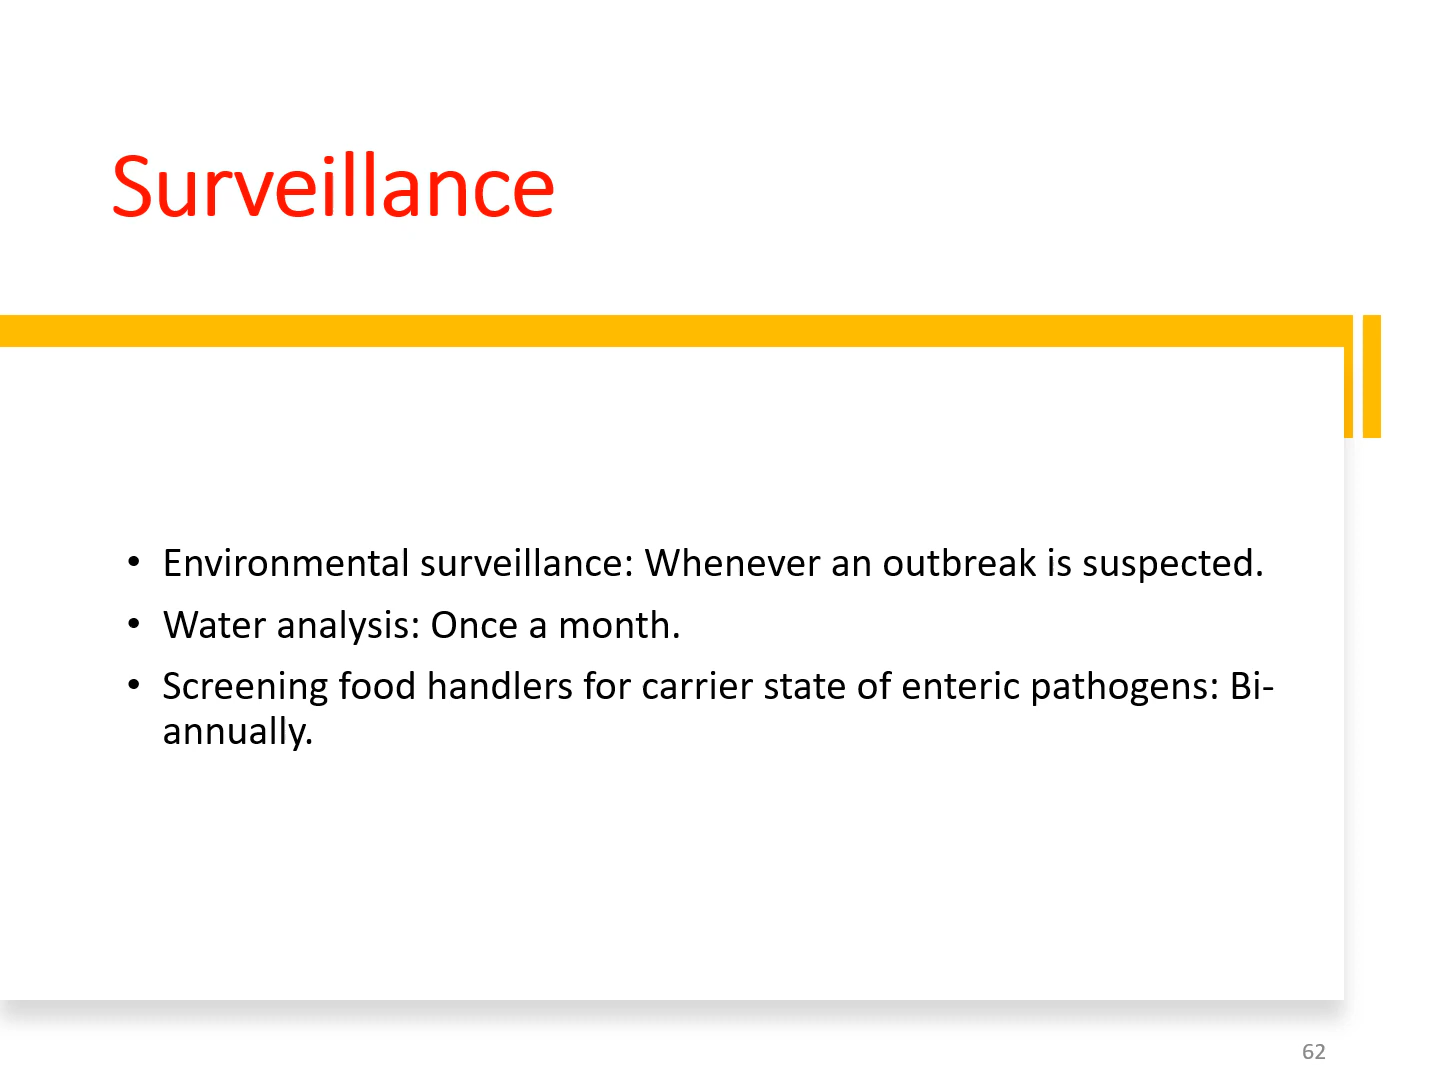 Surveillance
• Environmental surveillance: Whenever an outbreak is suspected.
• Water analysis: Once a month.
• Screening food handlers for carrier state of enteric pathogens: Bi-
annually.
62